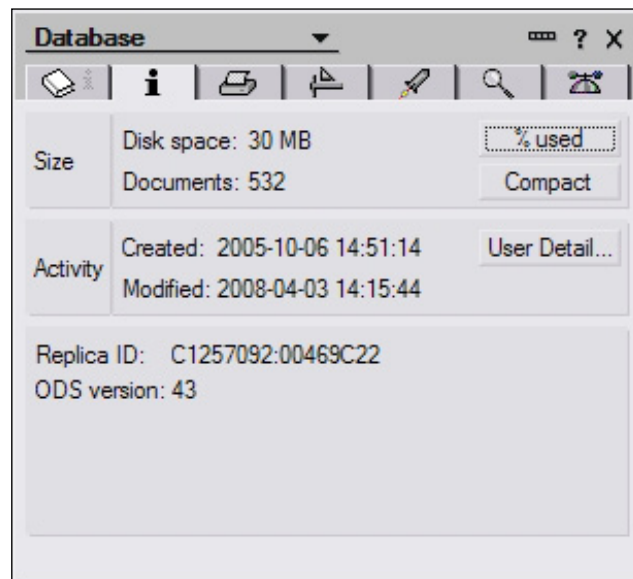 Database
? X
i i
Size
Disk space: 30 MB
% used
Documents: 532
Compact
Activity
Created: 2005-10-06 14:51:14
User Detail...
Modified: 2008-04-03 14:15:44
Replica ID: C1257092:00469C22
ODS version: 43